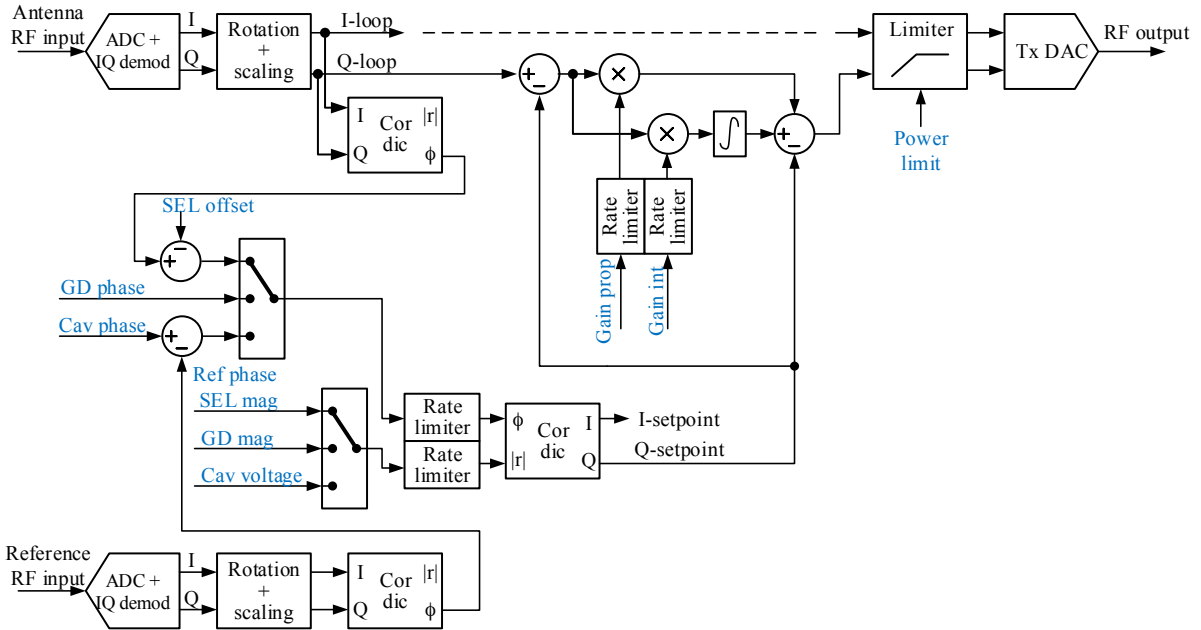 Antenna
RF input
ADC +
IQ demod
I
Q
Rotation
+
scaling
I-loop
Q-loop
I
Q
Cor
dic
|r|
ϕ
+
−
×
×
∫
+
−
Limiter
Power
limit
Tx DAC
RF output
Rate
limiter
Rate
limiter
Gain prop
Gain int
SEL offset
−
+
GD phase
Cav phase
+
−
Ref phase
SEL mag
GD mag
Cav voltage
Rate
limiter
Rate
limiter
ϕ
|r|
Cor
dic
I
Q
I-setpoint
Q-setpoint
Reference
RF input
ADC +
IQ demod
I
Q
Rotation
+
scaling
I
Q
Cor
dic
|r|
ϕ